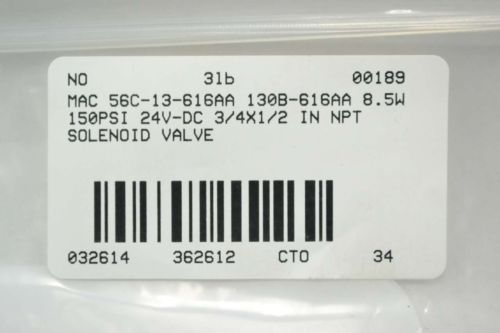 NO 3lb 00189
MAC 56C-13-616AA 130B-616AA 8.5W
150PSI 24V-DC 3/4X1/2 IN NPT
SOLENOID VALVE
032614 362612 CTO 34